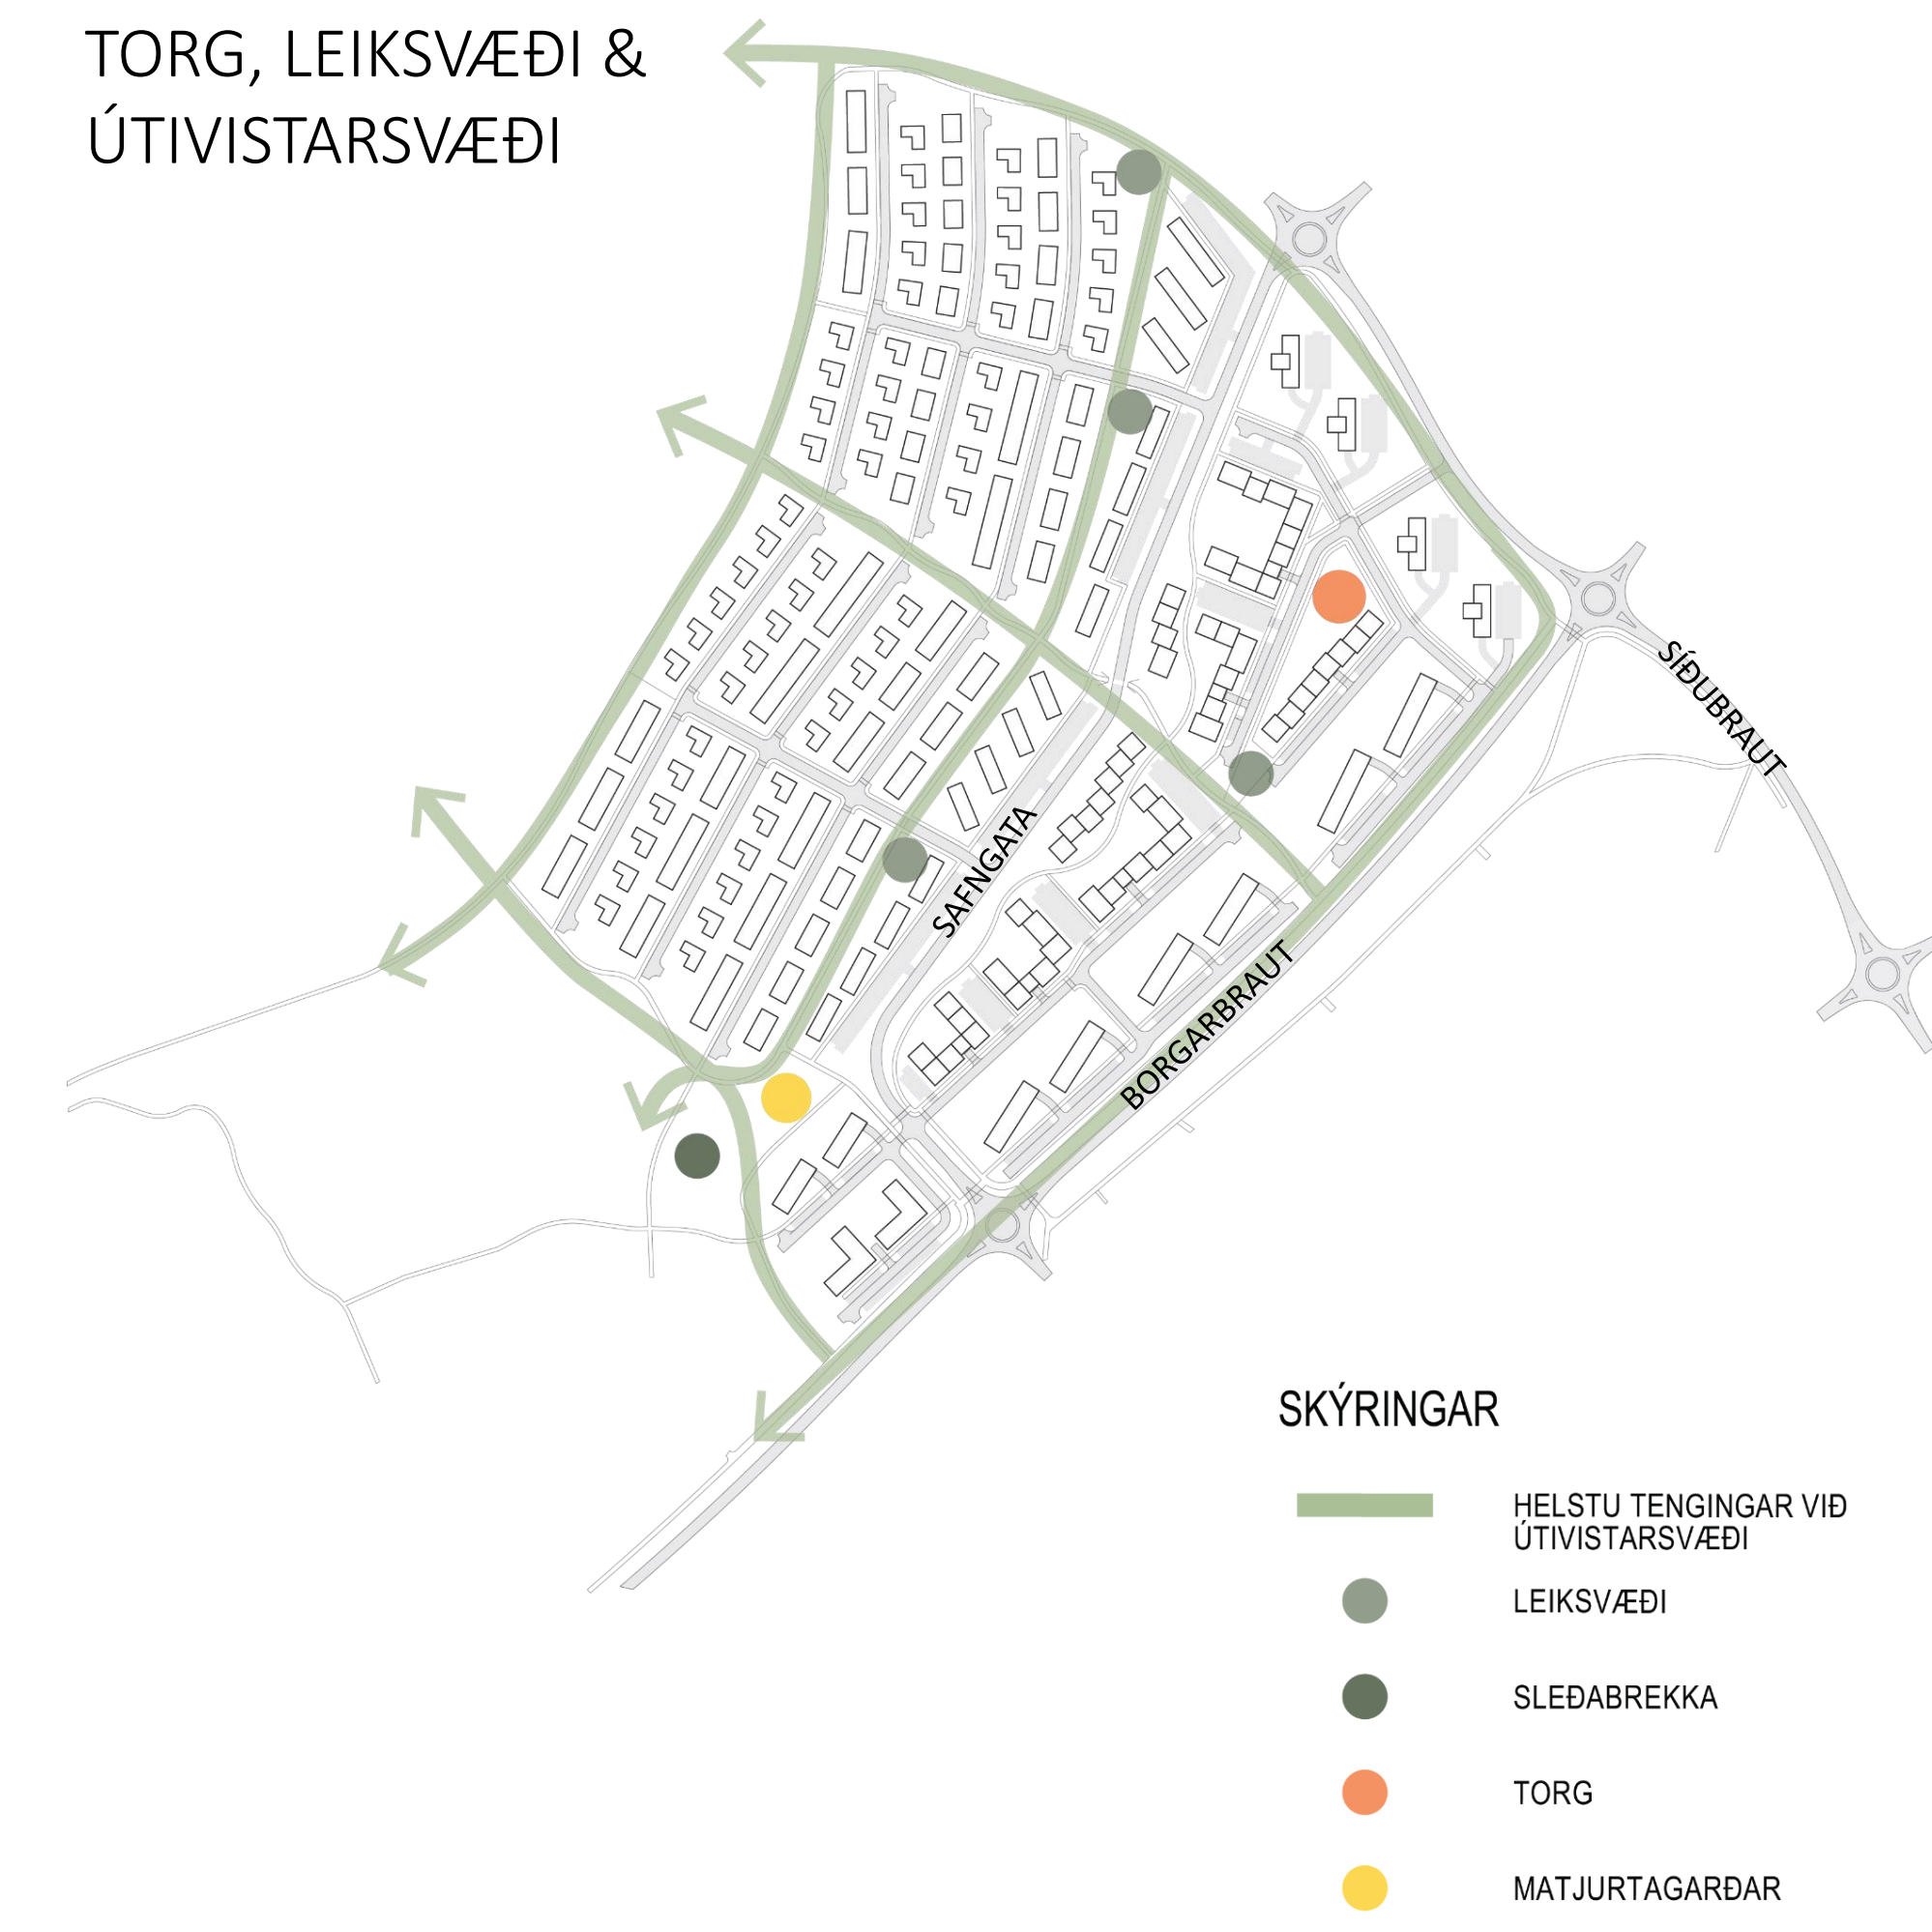 TORG, LEIKSVÆÐI &
ÚTIVISTARSVÆÐI
SÍÐUBRAUT
SAFNGATA
BORGARBRAUT
SKÝRINGAR
HELSTU TENGINGAR VIÐ
ÚTIVISTARSVÆÐI
LEIKSVÆÐI
SLEÐABREKKA
TORG
MATJURTAGARÐAR